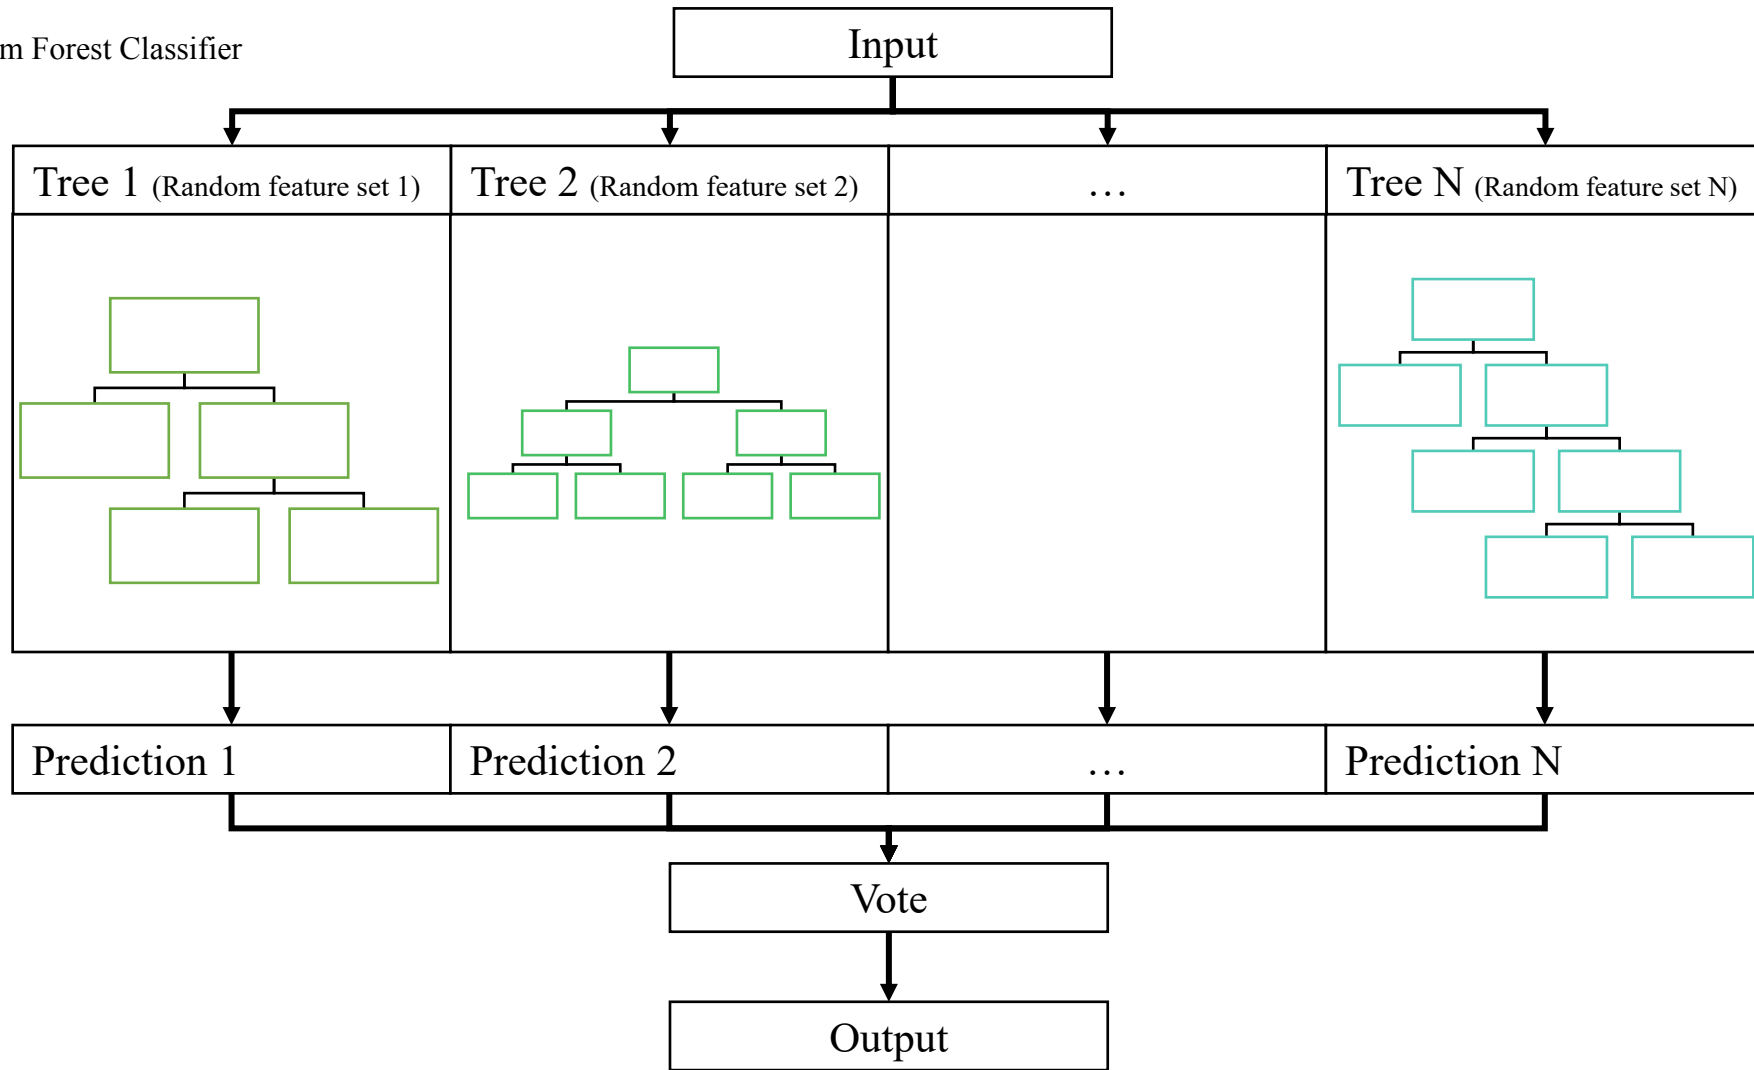 m Forest Classifier
Input
Tree 1 (Random feature set 1)
Tree 2 (Random feature set 2)
…
Tree N (Random feature set N)
Prediction 1
Prediction 2
…
Prediction N
Vote
Output